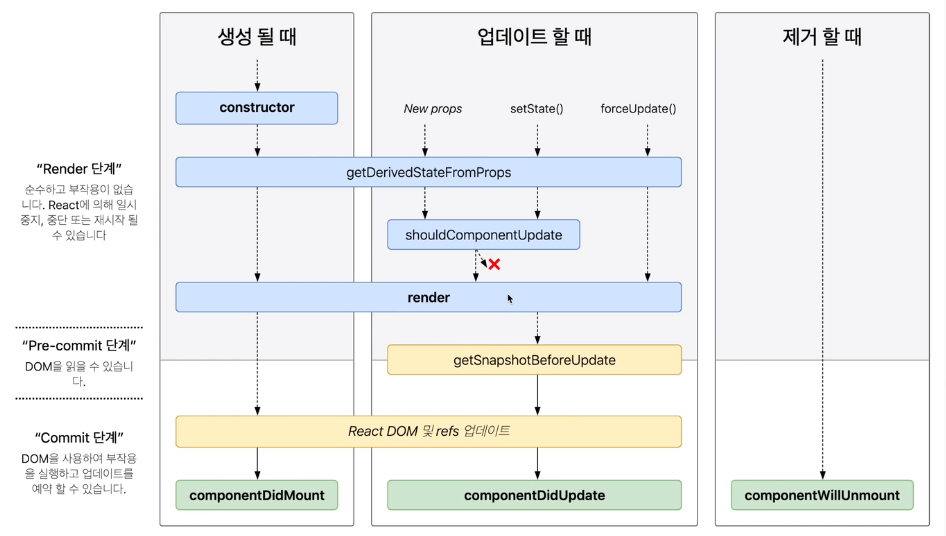 생성 될 때
업데이트 할 때
제거 할 때
constructor
New props
setState()
forceUpdate()
“Render 단계”
순수하고 부작용이 없습
니다. React에 의해 일시
중지, 중단 또는 재시작 될
수 있습니다
getDerivedStateFromProps
shouldComponentUpdate
render
“Pre-commit 단계”
DOM을 읽을 수 있습니
다.
getSnapshotBeforeUpdate
“Commit 단계”
DOM을 사용하여 부작용
을 실행하고 업데이트를
예약 할 수 있습니다.
React DOM 및 refs 업데이트
componentDidMount
componentDidUpdate
componentWillUnmount